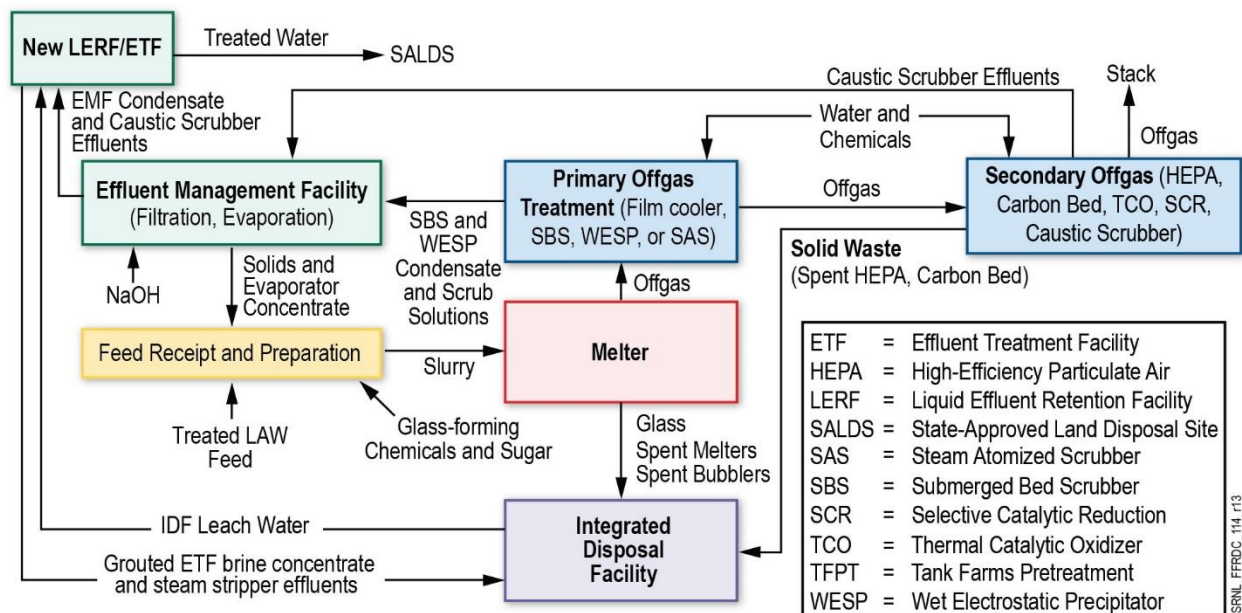 New LERF/ETF
Treated Water
SALDS
EMF Condensate
and Caustic Scrubber
Effluents
Caustic Scrubber Effluents
Stack
Water and
Chemicals
Offgas
Effluent Management Facility
(Filtration, Evaporation)
Primary Offgas
Treatment (Film cooler,
SBS, WESP, or SAS)
Offgas
Secondary Offgas (HEPA,
Carbon Bed, TCO, SCR,
Caustic Scrubber)
SBS and
WESP
Condensate
and Scrub
Solutions
Solid Waste
(Spent HEPA, Carbon Bed)
NaOH
Solids and
Evaporator
Concentrate
Offgas
Feed Receipt and Preparation
Slurry
Melter
Treated LAW
Feed
Glass-forming
Chemicals and Sugar
Glass
Spent Melters
Spent Bubblers
IDF Leach Water
Integrated
Disposal
Facility
Grouted ETF brine concentrate
and steam stripper effluents
ETF = Effluent Treatment Facility
HEPA = High-Efficiency Particulate Air
LERF = Liquid Effluent Retention Facility
SALDS = State-Approved Land Disposal Site
SAS = Steam Atomized Scrubber
SBS = Submerged Bed Scrubber
SCR = Selective Catalytic Reduction
TCO = Thermal Catalytic Oxidizer
TFPT = Tank Farms Pretreatment
WESP = Wet Electrostatic Precipitator
SRNL_FFRDC_114_r13